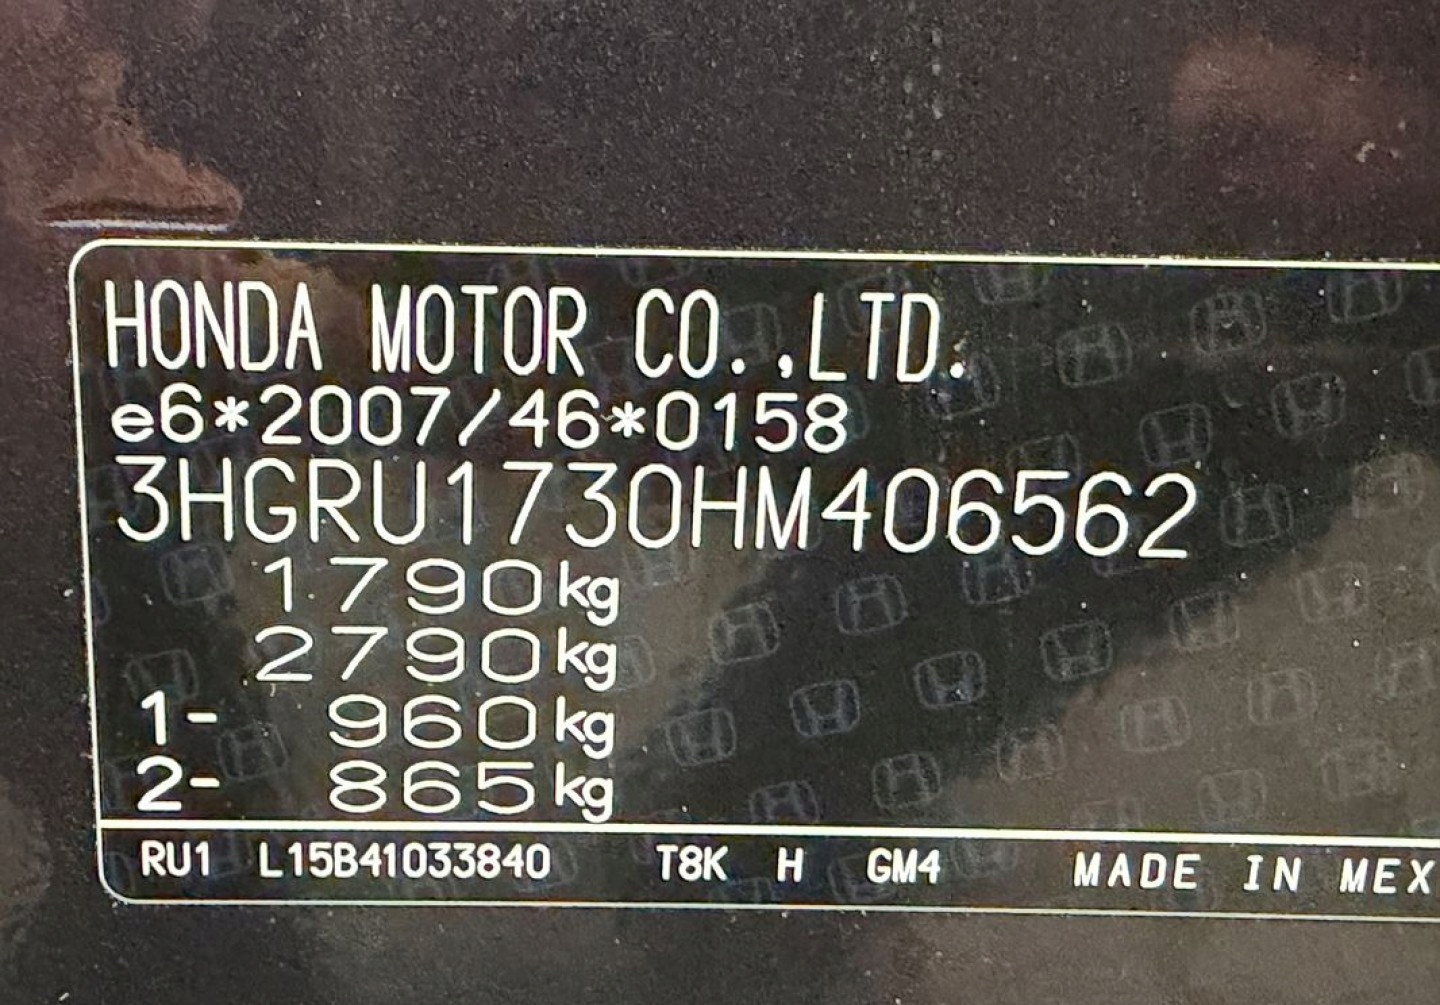 HONDA MOTOR CO.,LTD.
e6*2007/46*0158
3HGRU1730HM406562
1790kg
2790kg
1- 960kg
2- 865kg
RU1 L15B41033840 T8K H GM4 MADE IN MEX